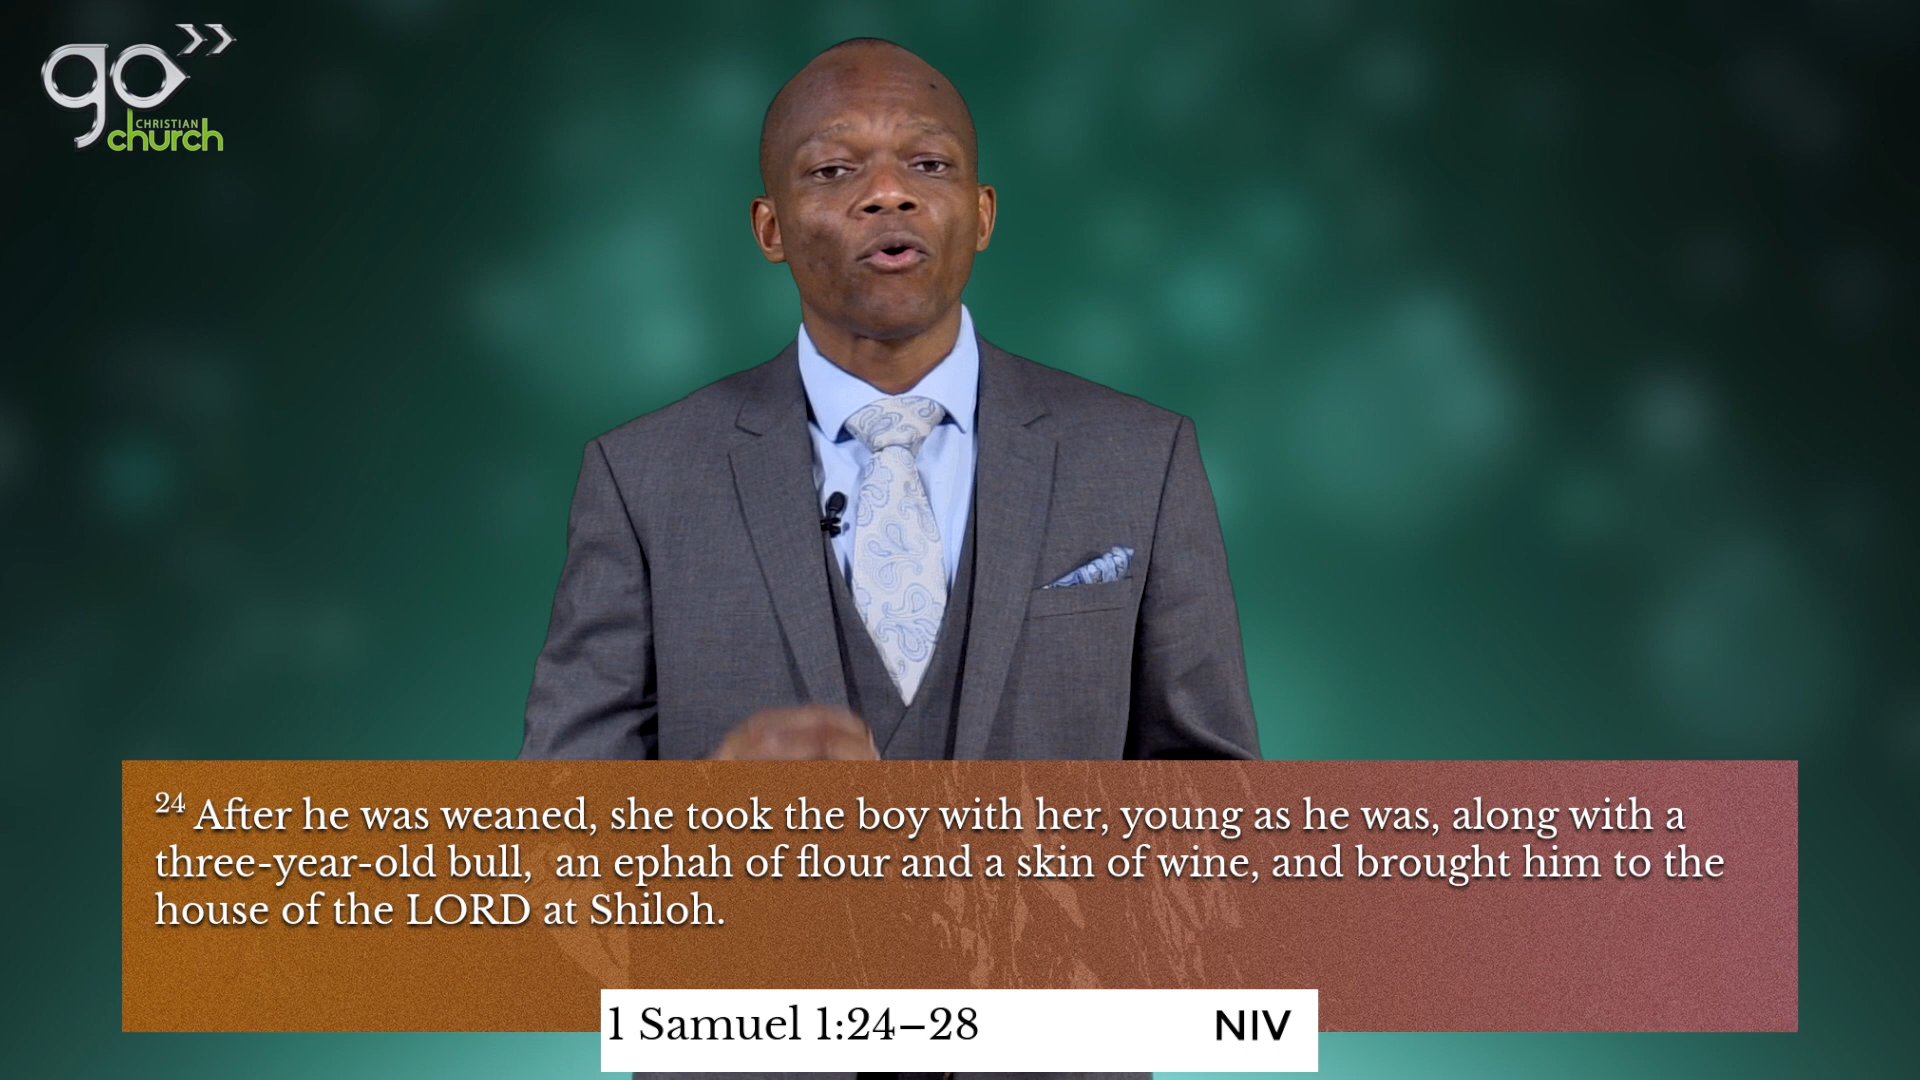 go
CHRISTIAN
church
24 After he was weaned, she took the boy with her, young as he was, along with a
three-year-old bull,  an ephah of flour and a skin of wine, and brought him to the
house of the LORD at Shiloh.
1 Samuel 1:24–28 NIV